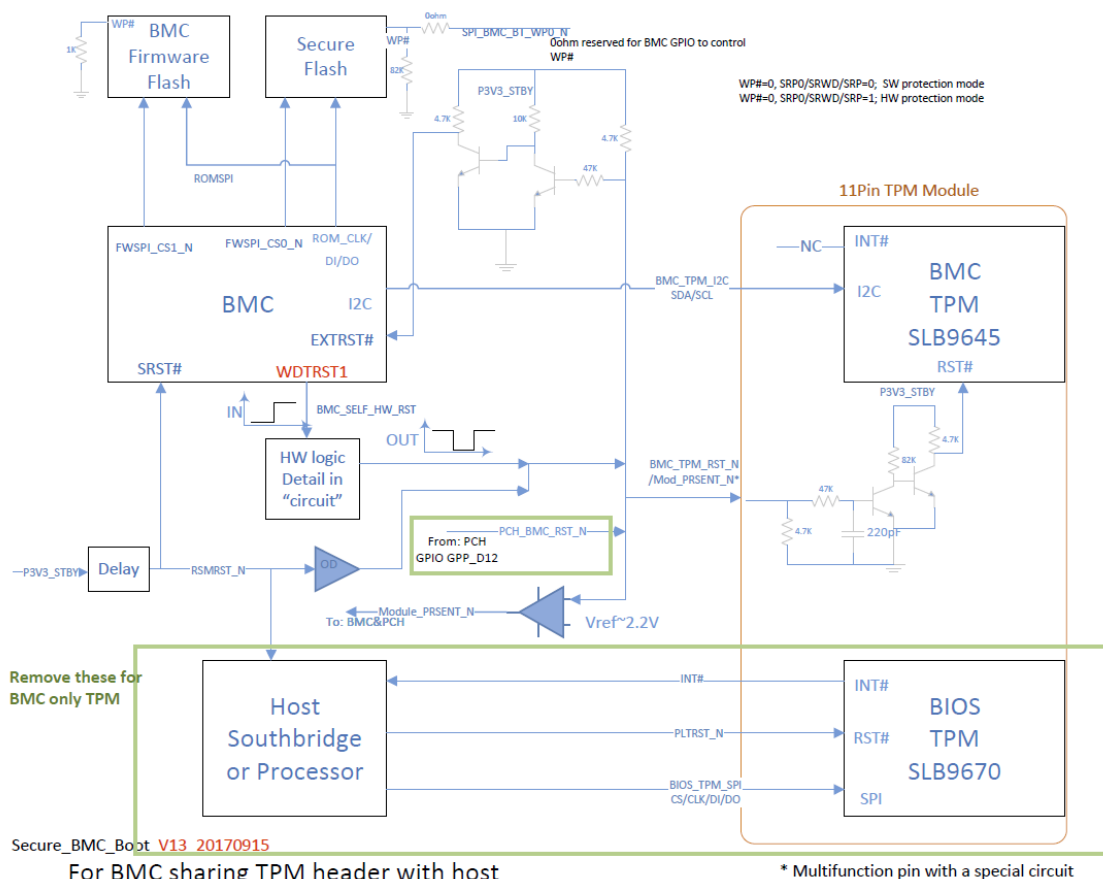 WP#
BMC
Firmware
Flash
1K
Secure
Flash
WP#
0ohm
SPI_BMC_BT_WP0_N
82K
0ohm reserved for BMC GPIO to control
WP#
WP#=0, SRP0/SRWD/SRP=0; SW protection mode
WP#=0, SRP0/SRWD/SRP=1; HW protection mode
P3V3_STBY
4.7K
10K
4.7K
47K
ROMSPI
11Pin TPM Module
FWSPI_CS1_N
FWSPI_CS0_N
ROM_CLK/
DI/DO
BMC
I2C
EXTRST#
SRST#
WDTRST1
BMC_TPM_I2C
SDA/SCL
NC
INT#
I2C
BMC
TPM
SLB9645
RST#
P3V3_STBY
4.7K
82K
47K
4.7K
220pF
IN
BMC_SELF_HW_RST
OUT
HW logic
Detail in
“circuit”
BMC_TPM_RST_N
/Mod_PRSENT_N*
PCH_BMC_RST_N
From: PCH
GPIO GPP_D12
P3V3_STBY
Delay
RSMRST_N
OD
Module_PRSENT_N
To: BMC&PCH
Vref~2.2V
Remove these for
BMC only TPM
Host
Southbridge
or Processor
INT#
PLTRST_N
BIOS_TPM_SPI
CS/CLK/DI/DO
INT#
RST#
SPI
BIOS
TPM
SLB9670
Secure_BMC_Boot V13 20170915
For BMC sharing TPM header with host
* Multifunction pin with a special circuit